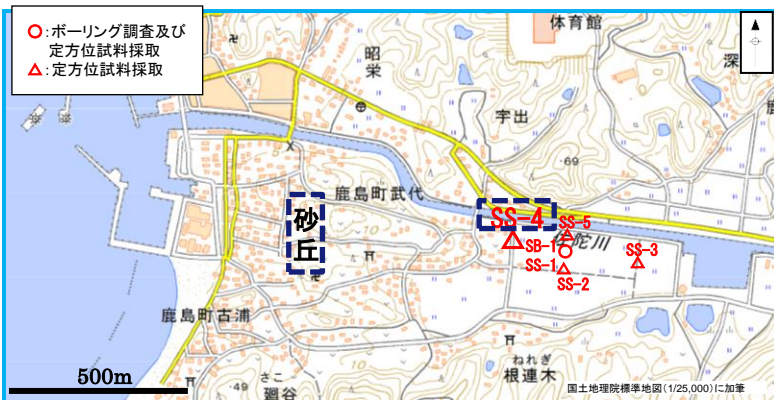 ○:ボーリング調査及び
定方位試料採取
△:定方位試料採取
体育館
昭栄
深
宇出
・69
鹿島町武代
砂丘
10
SS-4
SS-5
佐陀川
SB-1
SS-1
SS-2
SS-3
10
鹿島町古浦
500m
・49
さこ
廻谷
ねれぎ
根連木
国土地理院標準地図(1/25,000)に加筆